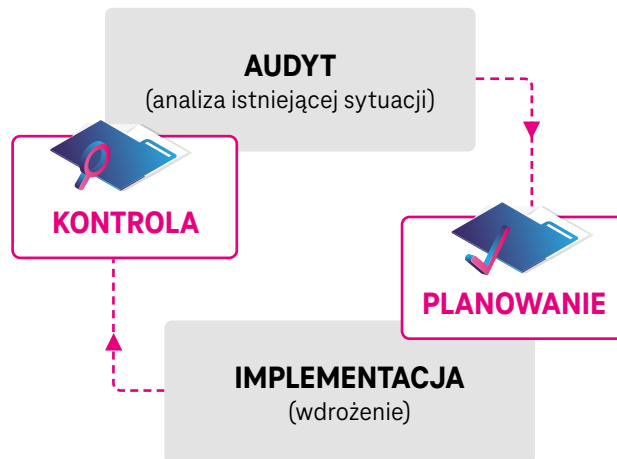 AUDYT
(analiza istniejącej sytuacji)
KONTROLA
PLANOWANIE
IMPLEMENTACJA
(wdrożenie)